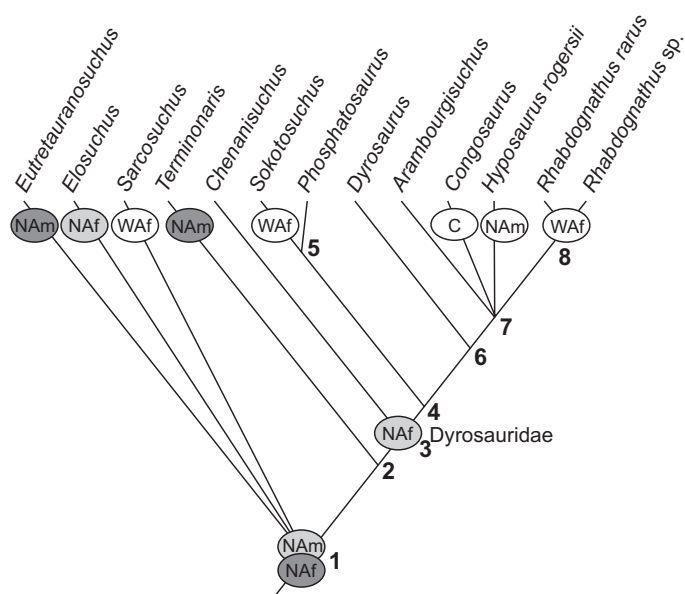 Eutretauranosuchus
Elosuchus
Sarcosuchus
Terminonaris
Chenanisuchus
Sokotosuchus
Phosphatosaurus
Dyrosaurus
Arambourgisuchus
Congosaurus
Hyposaurus rogersii
Rhabdognathus rarus
Rhabdognathus sp.
NAm
NAf
WAf
NAm
WAf
C
NAm
WAf
5
8
7
6
4
NAf
3
Dyrosauridae
2
NAm
1
NAf